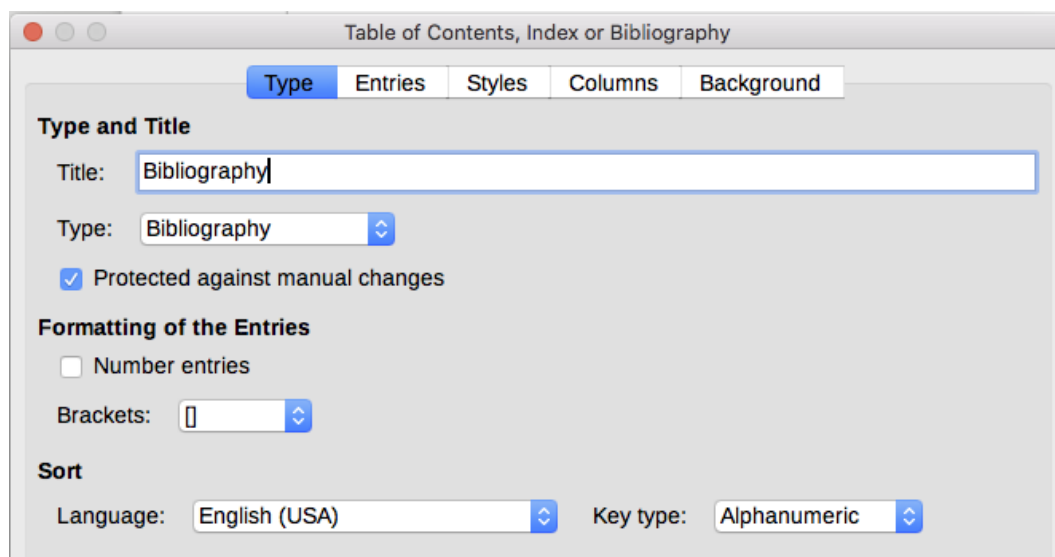 Table of Contents, Index or Bibliography
Type Entries Styles Columns Background
Type and Title
Title: Bibliography
Type: Bibliography
Protected against manual changes
Formatting of the Entries
Number entries
Brackets: []
Sort
Language: English (USA) Key type: Alphanumeric